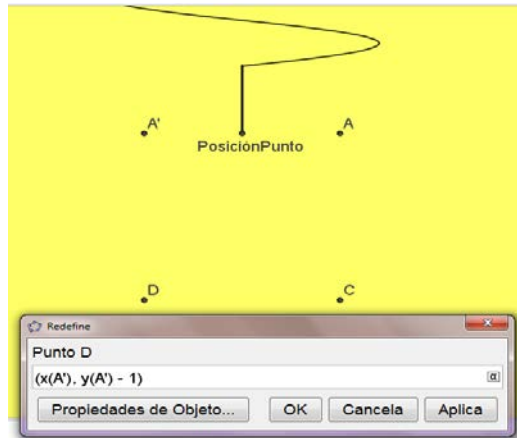 A' A
PosiciónPunto
D C
Redefine
Punto D
(x(A'), y(A') - 1) α
Propiedades de Objeto... OK Cancela Aplica